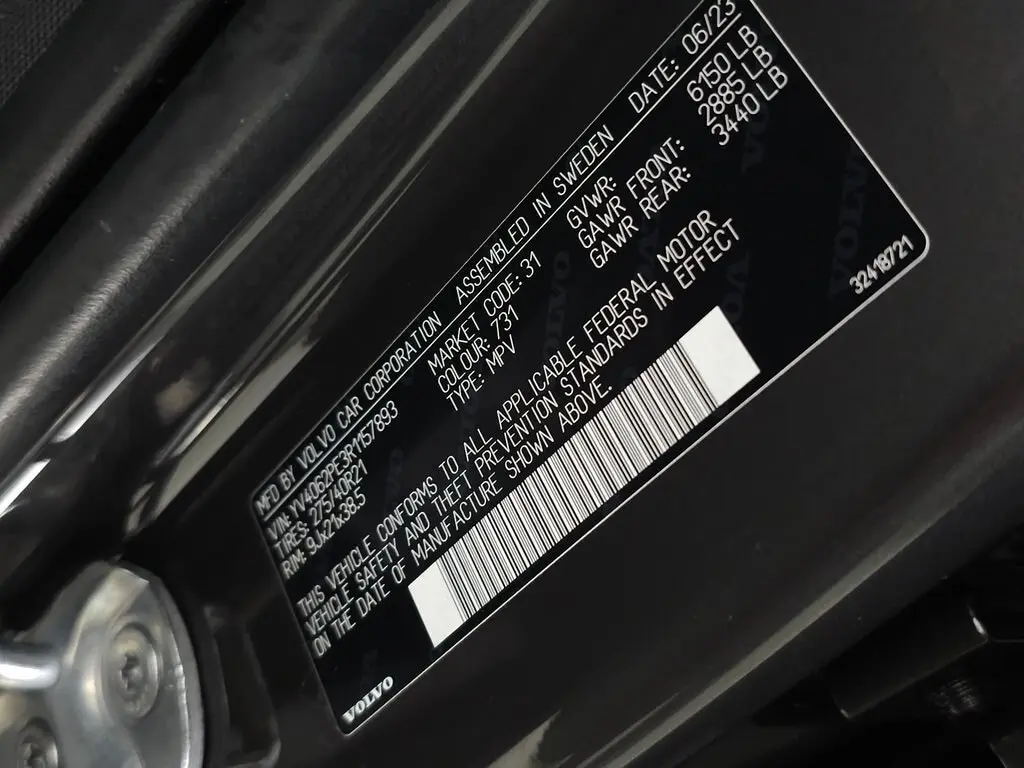 MFD BY VOLVO CAR CORPORATION ASSEMBLED IN SWEDEN DATE: 06/23
VIN: YV4062PE3R1157893 MARKET CODE: 31 GVWR: 6150 LB
TIRES: 275/40R21 COLOUR: 731 GAWR FRONT: 2885 LB
RIM: 9Jx21x38.5 TYPE: MPV GAWR REAR: 3440 LB
THIS VEHICLE CONFORMS TO ALL APPLICABLE FEDERAL MOTOR
VEHICLE SAFETY AND THEFT PREVENTION STANDARDS IN EFFECT
ON THE DATE OF MANUFACTURE SHOWN ABOVE.
VOLVO 32418721